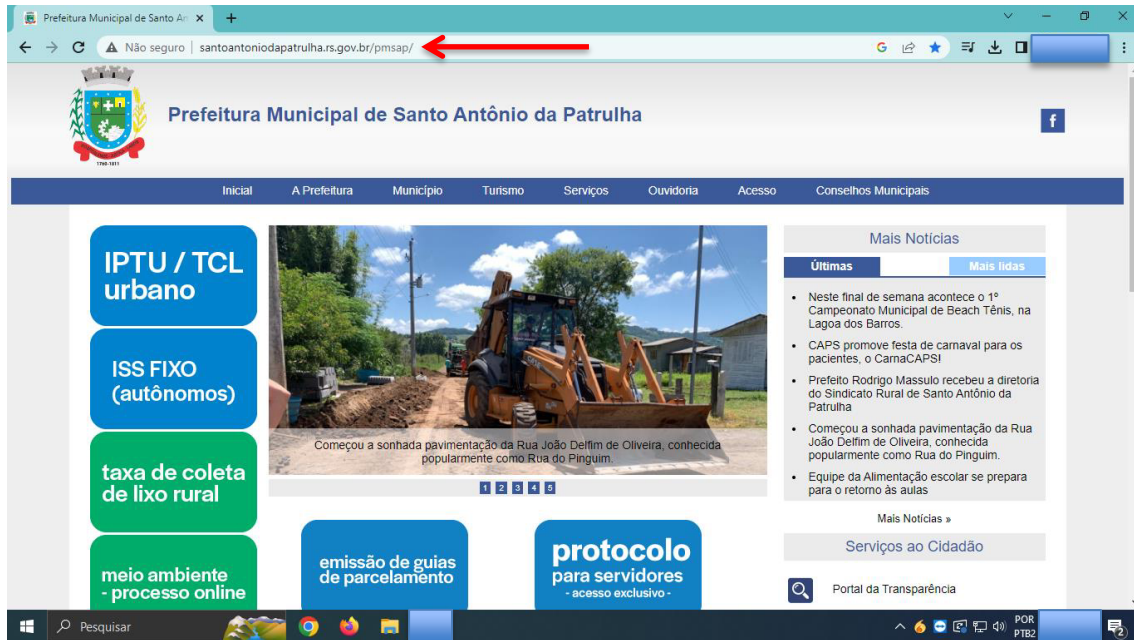 Prefeitura Municipal de Santo An
Não seguro | santoantoniodapatrulha.rs.gov.br/pmsap/
G
1760-1811
Prefeitura Municipal de Santo Antônio da Patrulha
f
Inicial A Prefeitura Município Turismo Serviços Ouvidoria Acesso Conselhos Municipais
IPTU / TCL
urbano
ISS FIXO
(autônomos)
taxa de coleta
de lixo rural
meio ambiente
- processo online
Começou a sonhada pavimentação da Rua João Delfim de Oliveira, conhecida
popularmente como Rua do Pinguim.
1 2 3 4 5
emissão de guias
de parcelamento
protocolo
para servidores
- acesso exclusivo -
Mais Notícias
Últimas Mais lidas
• Neste final de semana acontece o 1º
Campeonato Municipal de Beach Tênis, na
Lagoa dos Barros.
• CAPS promove festa de carnaval para os
pacientes, o CarnaCAPS!
• Prefeito Rodrigo Massulo recebeu a diretoria
do Sindicato Rural de Santo Antônio da
Patrulha
• Começou a sonhada pavimentação da Rua
João Delfim de Oliveira, conhecida
popularmente como Rua do Pinguim.
• Equipe da Alimentação escolar se prepara
para o retorno às aulas
Mais Notícias »
Serviços ao Cidadão
Portal da Transparência
Pesquisar
POR
PTB2
2